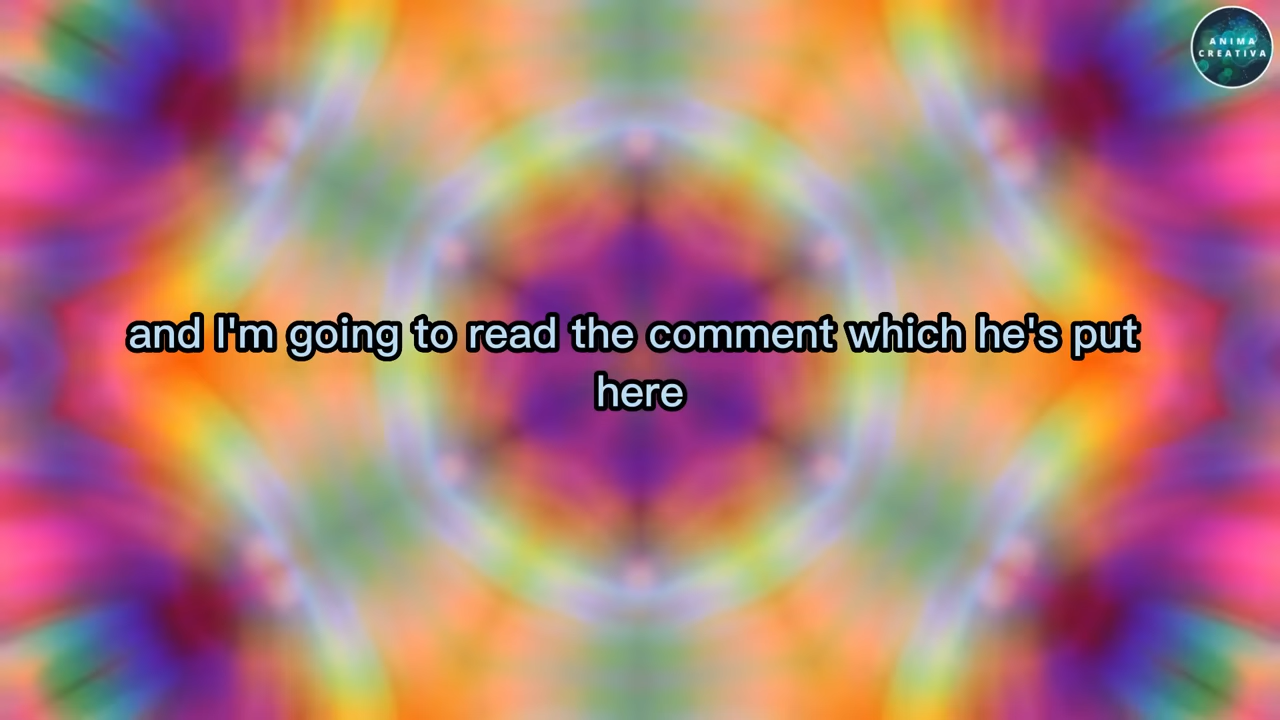 ANIMA
CREATIVA
and I'm going to read the comment which he's put
here